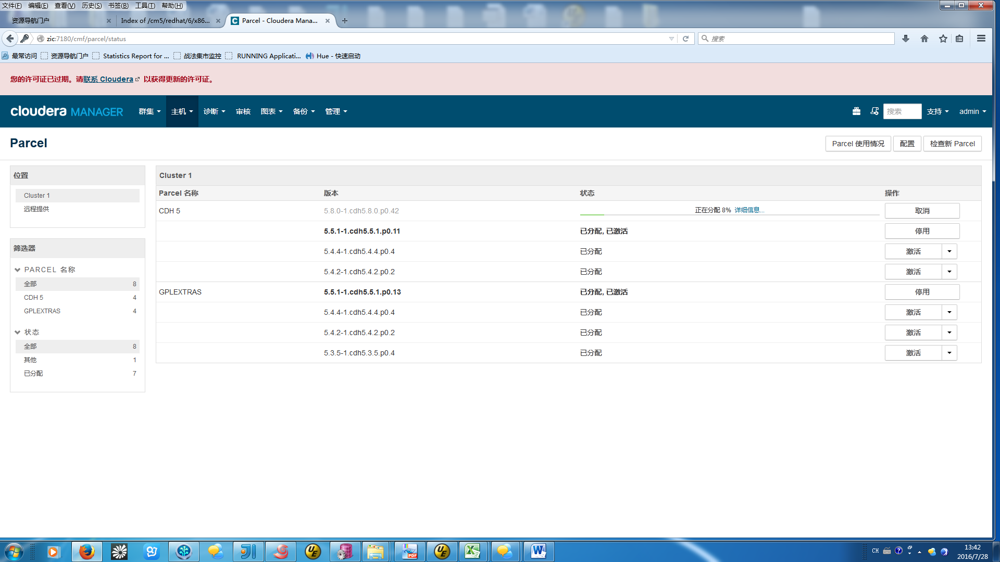 文件(F) 编辑(E) 查看(V) 历史(S) 书签(B) 工具(T) 帮助(H)
资源导航门户 Index of /cm5/redhat/6/x86... Parcel - Cloudera Mana...
zic:7180/cmf/parcel/status 搜索
最常访问 资源导航门户 Statistics Report for ... 战法集市监控 RUNNING Applicati... Hue - 快速启动
您的许可证已过期。请联系 Cloudera 以获得更新的许可证。
cloudera MANAGER 群集 主机 诊断 审核 图表 备份 管理 搜索 支持 admin
Parcel Parcel 使用情况 配置 检查新 Parcel
位置
Cluster 1
远程提供
筛选器
PARCEL 名称
全部 8
CDH 5 4
GPLEXTRAS 4
状态
全部 8
其他 1
已分配 7
Cluster 1
Parcel 名称 版本 状态 操作
CDH 5 5.8.0-1.cdh5.8.0.p0.42 正在分配 8% 详细信息... 取消
5.5.1-1.cdh5.5.1.p0.11 已分配, 已激活 停用
5.4.4-1.cdh5.4.4.p0.4 已分配 激活
5.4.2-1.cdh5.4.2.p0.2 已分配 激活
GPLEXTRAS 5.5.1-1.cdh5.5.1.p0.13 已分配, 已激活 停用
5.4.4-1.cdh5.4.4.p0.4 已分配 激活
5.4.2-1.cdh5.4.2.p0.2 已分配 激活
5.3.5-1.cdh5.3.5.p0.4 已分配 激活
CH 13:42
2016/7/28